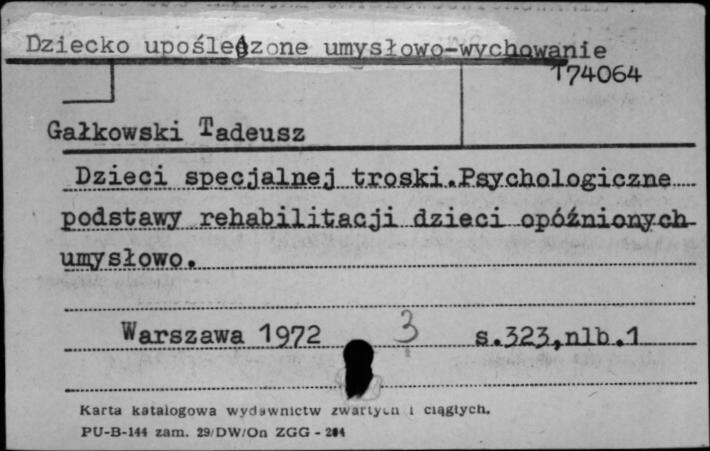 Dziecko upośledzone umysłowo-wychowanie
174064
Gałkowski Tadeusz
Dzieci specjalnej troski.Psychologiczne
podstawy rehabilitacji dzieci opóźnionych
umysłowo.
Warszawa 1972 3 s.323,nlb.1
Karta katalogowa wydawnictw zwartych i ciągłych.
PU-B-144 zam. 29/DW/On ZGG - 284